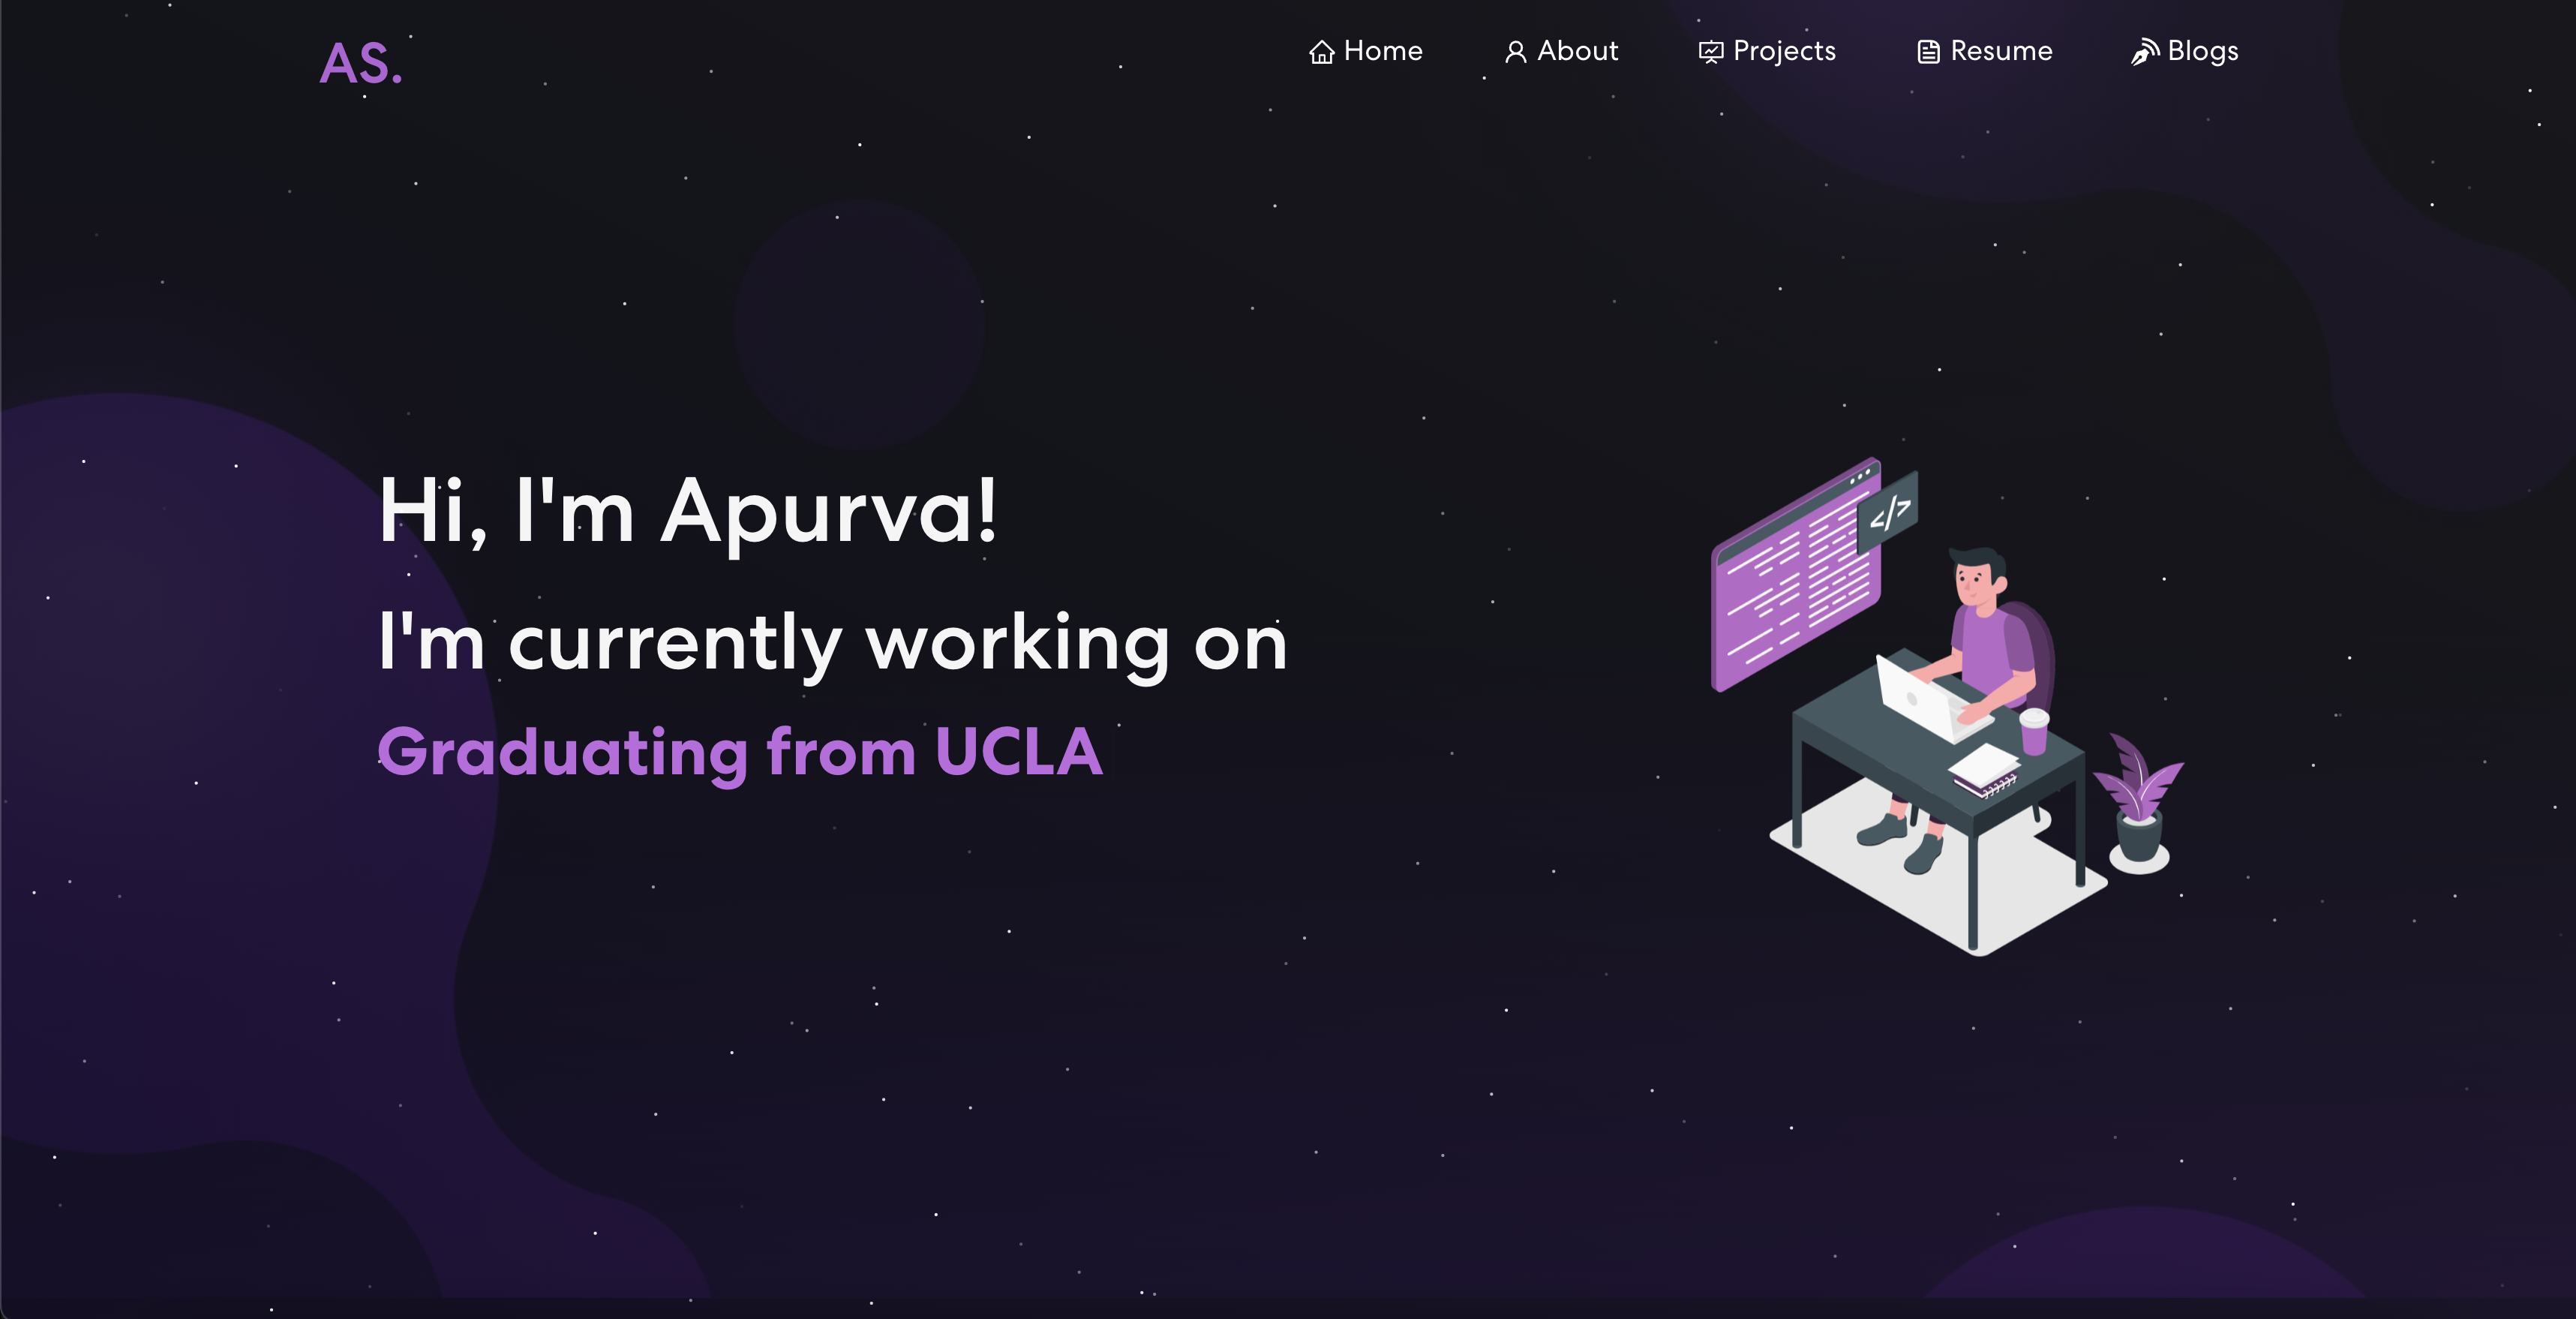 AS.
Home About Projects Resume Blogs
</>
Hi, I'm Apurva!
I'm currently working on
Graduating from UCLA